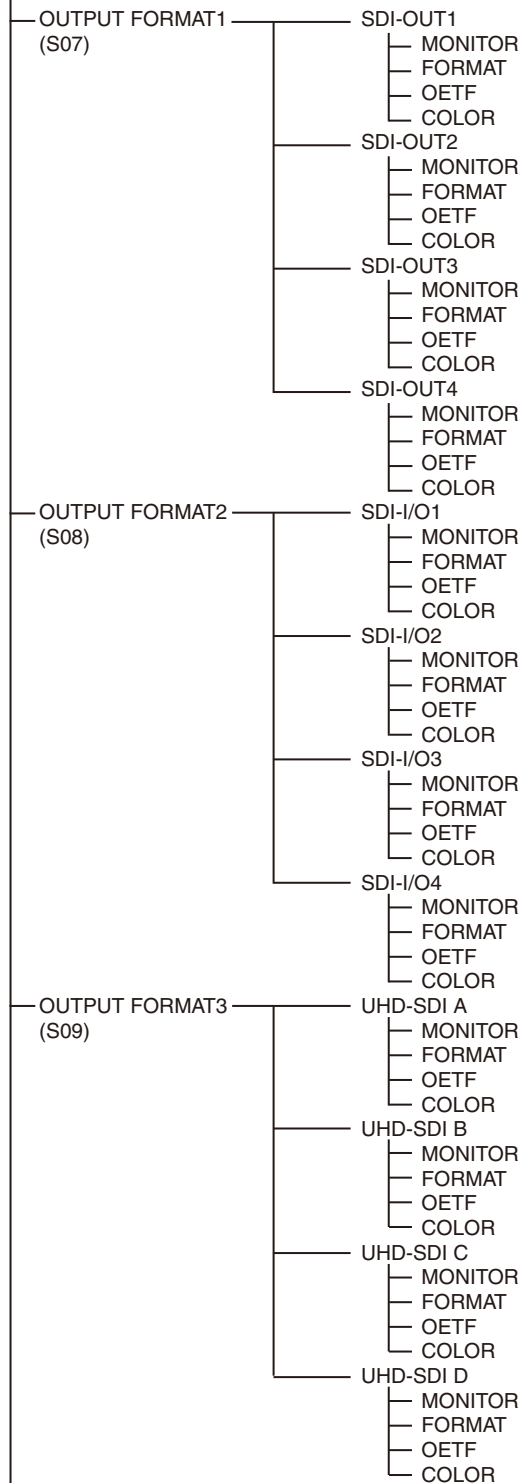 OUTPUT FORMAT1 SDI-OUT1
(S07) MONITOR
FORMAT
OETF
COLOR
SDI-OUT2
MONITOR
FORMAT
OETF
COLOR
SDI-OUT3
MONITOR
FORMAT
OETF
COLOR
SDI-OUT4
MONITOR
FORMAT
OETF
COLOR
OUTPUT FORMAT2 SDI-I/O1
(S08) MONITOR
FORMAT
OETF
COLOR
SDI-I/O2
MONITOR
FORMAT
OETF
COLOR
SDI-I/O3
MONITOR
FORMAT
OETF
COLOR
SDI-I/O4
MONITOR
FORMAT
OETF
COLOR
OUTPUT FORMAT3 UHD-SDI A
(S09) MONITOR
FORMAT
OETF
COLOR
UHD-SDI B
MONITOR
FORMAT
OETF
COLOR
UHD-SDI C
MONITOR
FORMAT
OETF
COLOR
UHD-SDI D
MONITOR
FORMAT
OETF
COLOR